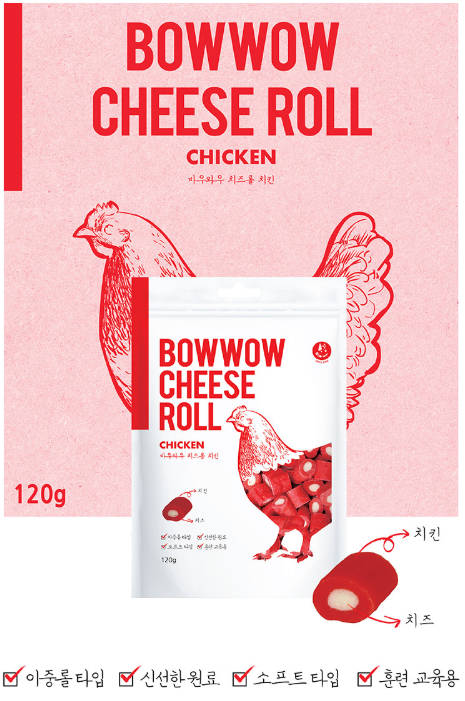 BOWWOW
CHEESE ROLL
CHICKEN
바우와우 치즈롤 치킨
BOWWOW
CHEESE
ROLL
CHICKEN
바우와우 치즈롤 치킨
치킨
치즈
이중롤 타입 신선한 원료
소프트 타입 훈련 교육용
120g
120g
치킨
치즈
이중롤 타입 신선한 원료 소프트 타입 훈련 교육용